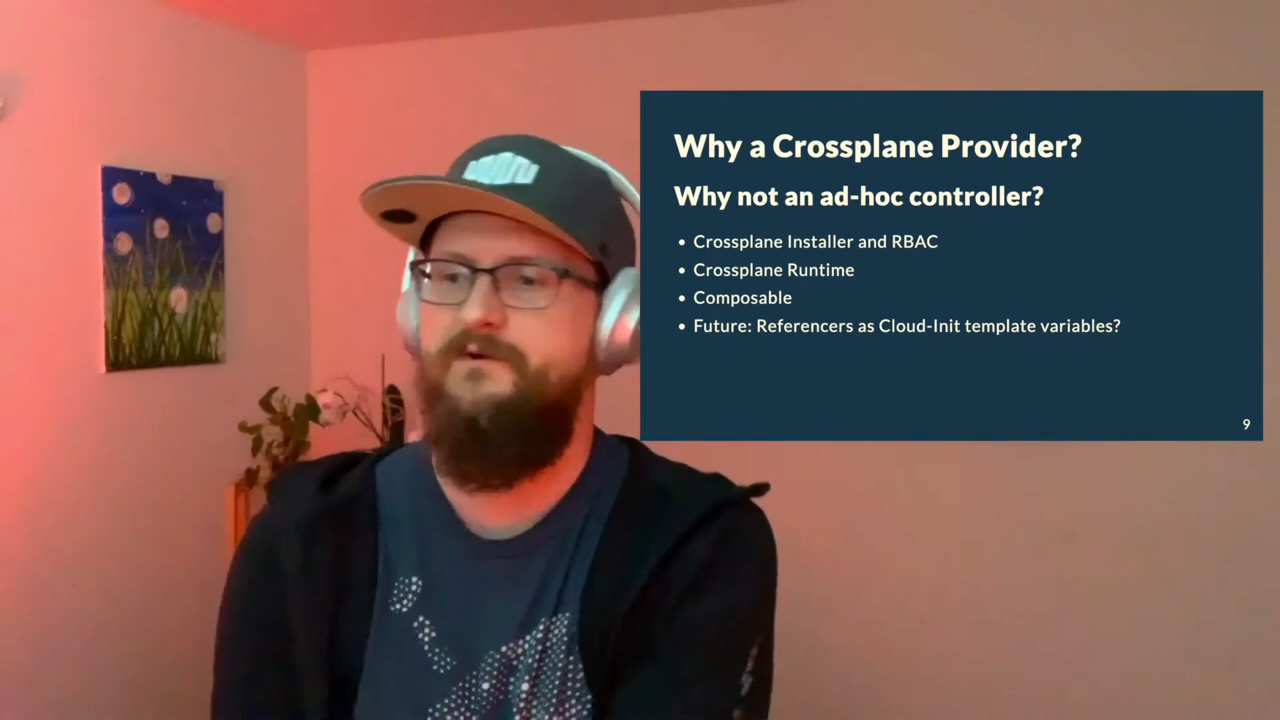 Why a Crossplane Provider?
Why not an ad-hoc controller?
• Crossplane Installer and RBAC
• Crossplane Runtime
• Composable
• Future: Referencers as Cloud-Init template variables?
9